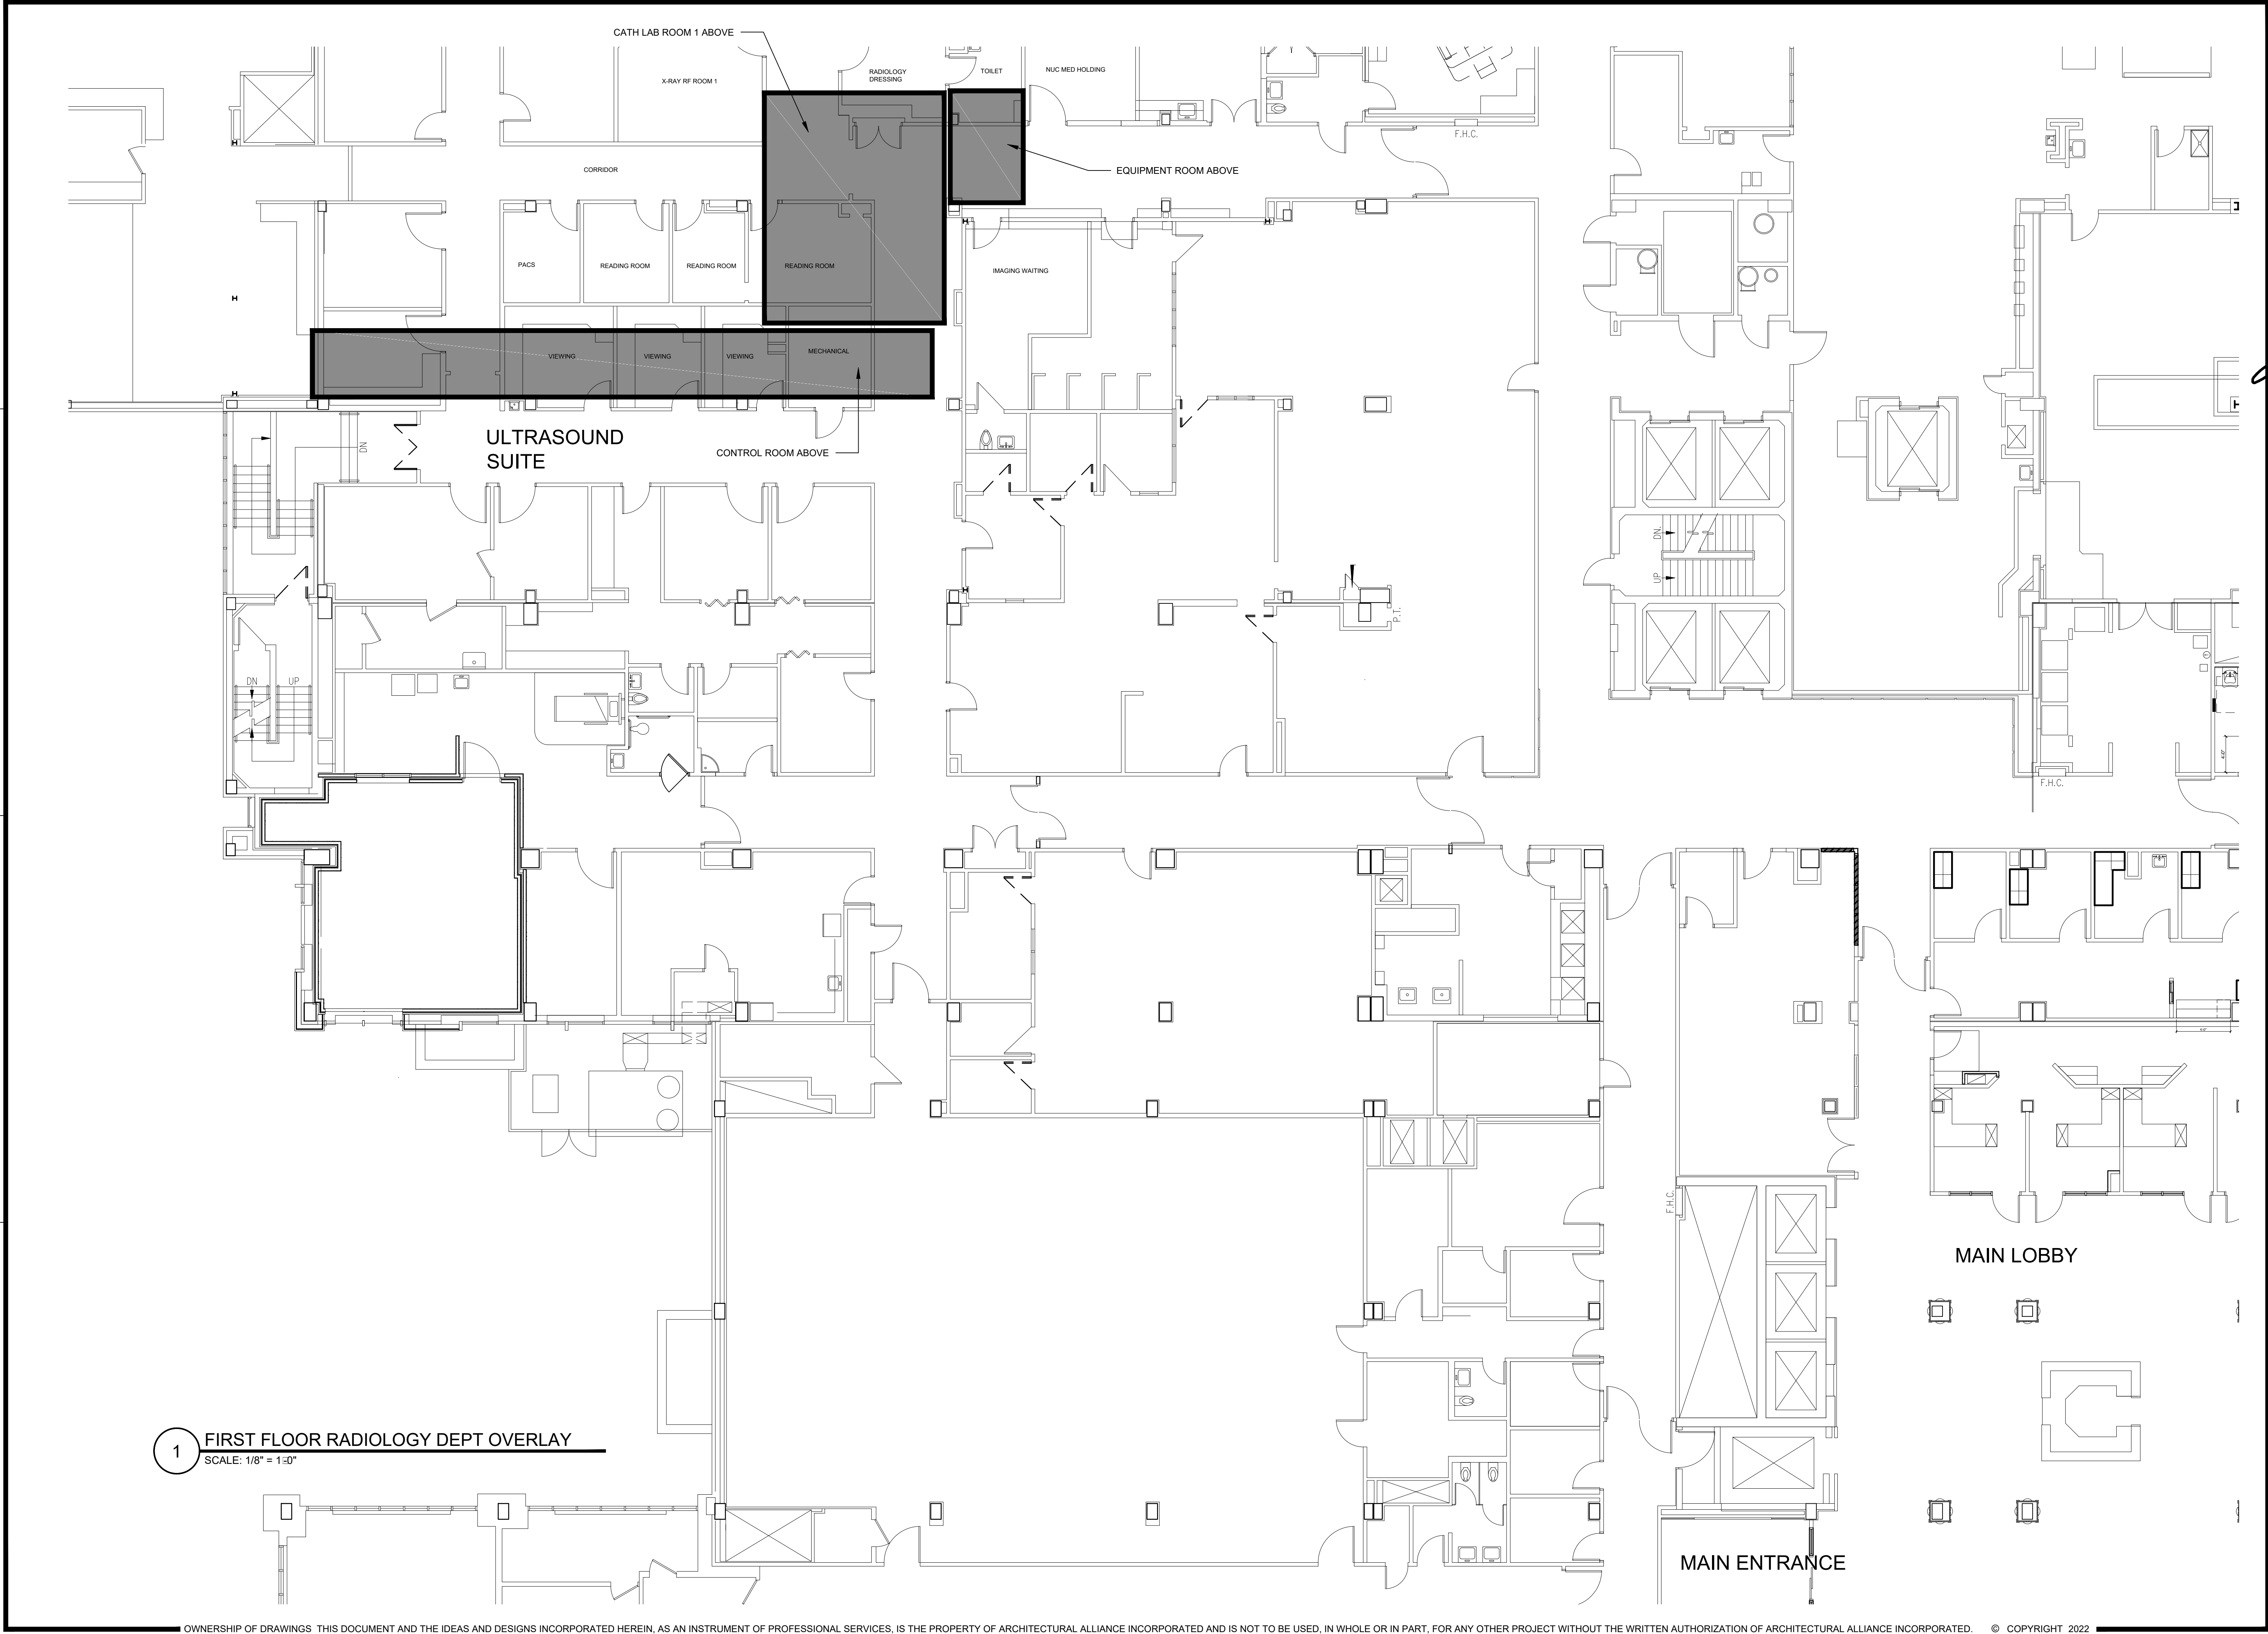 CATH LAB ROOM 1 ABOVE
X-RAY RF ROOM 1
RADIOLOGY
DRESSING
TOILET
NUC MED HOLDING
F.H.C.
CORRIDOR
EQUIPMENT ROOM ABOVE
PACS
READING ROOM
READING ROOM
READING ROOM
IMAGING WAITING
VIEWING
VIEWING
VIEWING
MECHANICAL
DN
ULTRASOUND
SUITE
CONTROL ROOM ABOVE
DN.
UP
P.T.
DN
UP
4'-0"
F.H.C.
F.H.C.
MAIN LOBBY
1
FIRST FLOOR RADIOLOGY DEPT OVERLAY
SCALE: 1/8" = 1'-0"
MAIN ENTRANCE
OWNERSHIP OF DRAWINGS THIS DOCUMENT AND THE IDEAS AND DESIGNS INCORPORATED HEREIN, AS AN INSTRUMENT OF PROFESSIONAL SERVICES, IS THE PROPERTY OF ARCHITECTURAL ALLIANCE INCORPORATED AND IS NOT TO BE USED, IN WHOLE OR IN PART, FOR ANY OTHER PROJECT WITHOUT THE WRITTEN AUTHORIZATION OF ARCHITECTURAL ALLIANCE INCORPORATED. © COPYRIGHT 2022